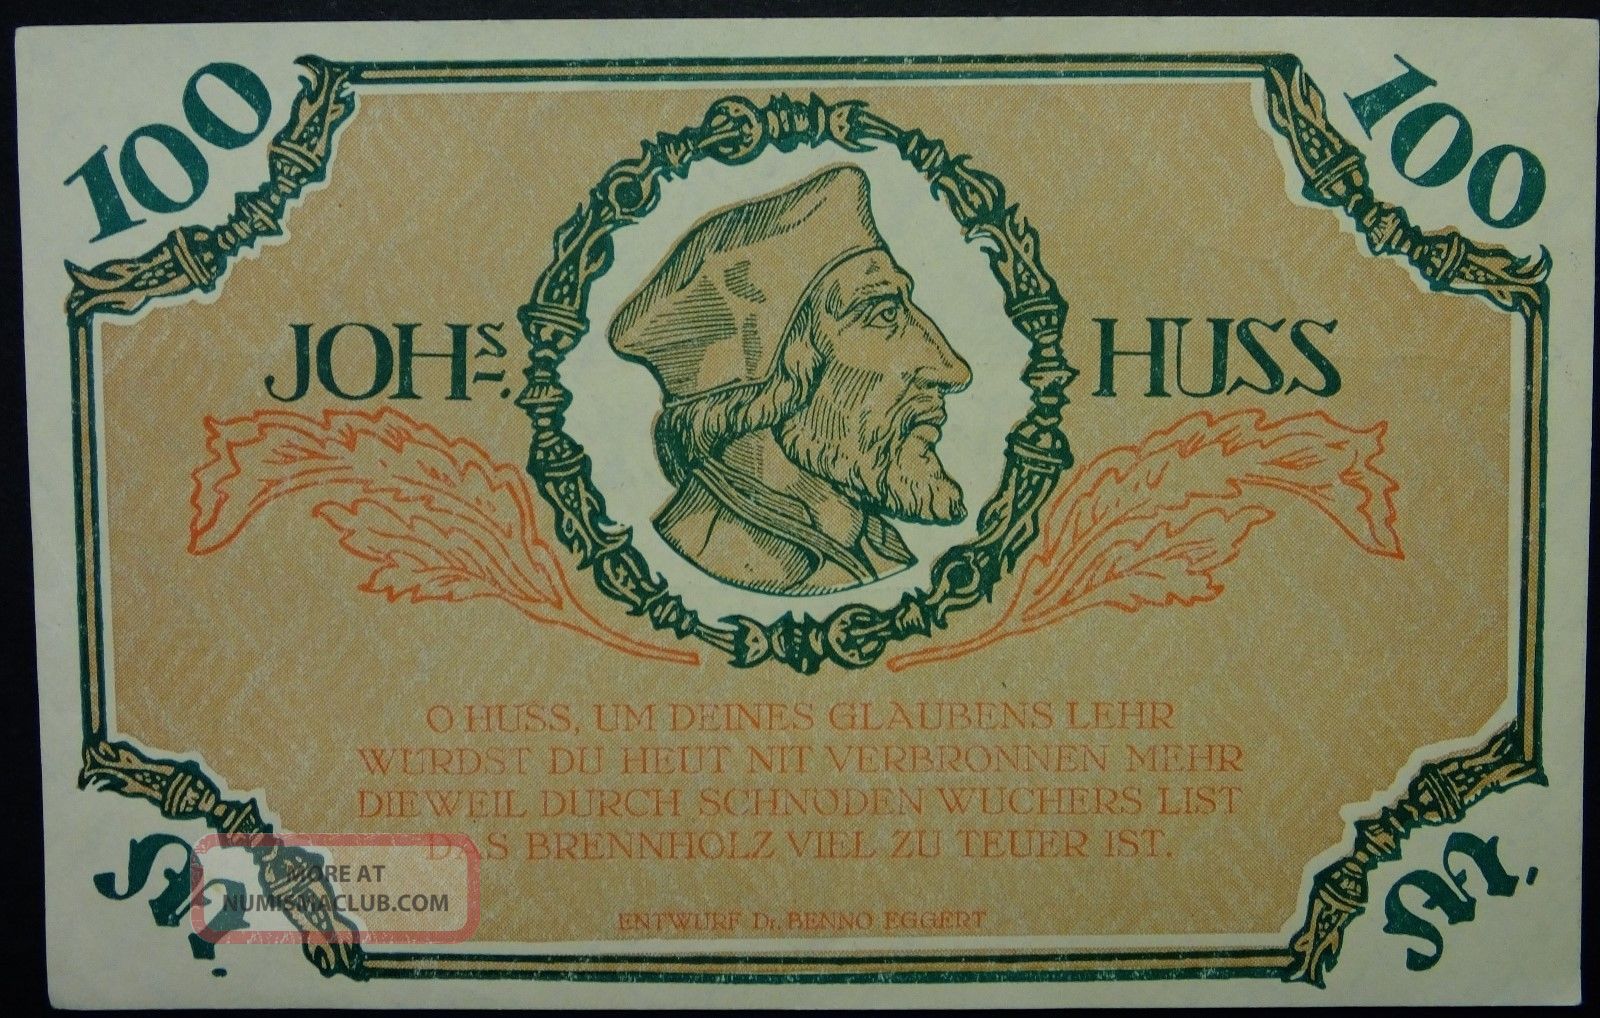 100
100
JOHs. HUSS
O HUSS, UM DEINES GLAUBENS LEHR
WÜRDST DU HEUT NIT VERBRONNEN MEHR
DIEWEIL DURCH SCHNÖDEN WUCHERS LIST
DAS BRENNHOLZ VIEL ZU TEUER IST.
ENTWURF Dr. BENNO EGGERT
M.
M.
MORE AT
NUMISMACLUB.COM